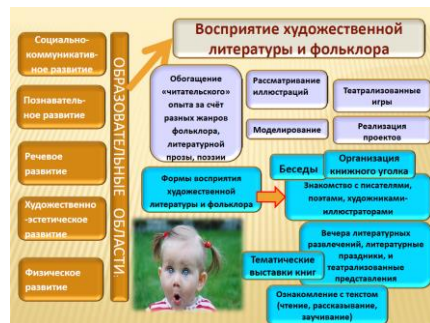 Восприятие художественной
литературы и фольклора
Социально-
коммуникатив-
ное развитие
Познаватель-
ное развитие
Речевое
развитие
Художественно
-эстетическое
развитие
Физическое
развитие
ОБРАЗОВАТЕЛЬНЫЕ ОБЛАСТИ
Обогащение
«читательского»
опыта за счёт
разных жанров
фольклора,
литературной
прозы, поэзии
Рассматривание
иллюстраций
Театрализованные
игры
Моделирование
Реализация
проектов
Формы восприятия
художественной
литературы и фольклора
Беседы
Организация
книжного уголка
Знакомство с писателями,
поэтами, художниками-
иллюстраторами
Вечера литературных
развлечений, литературные
праздники, и
театрализованные
представления
Тематические
выставки книг
Ознакомление с текстом
(чтение, рассказывание,
заучивание)